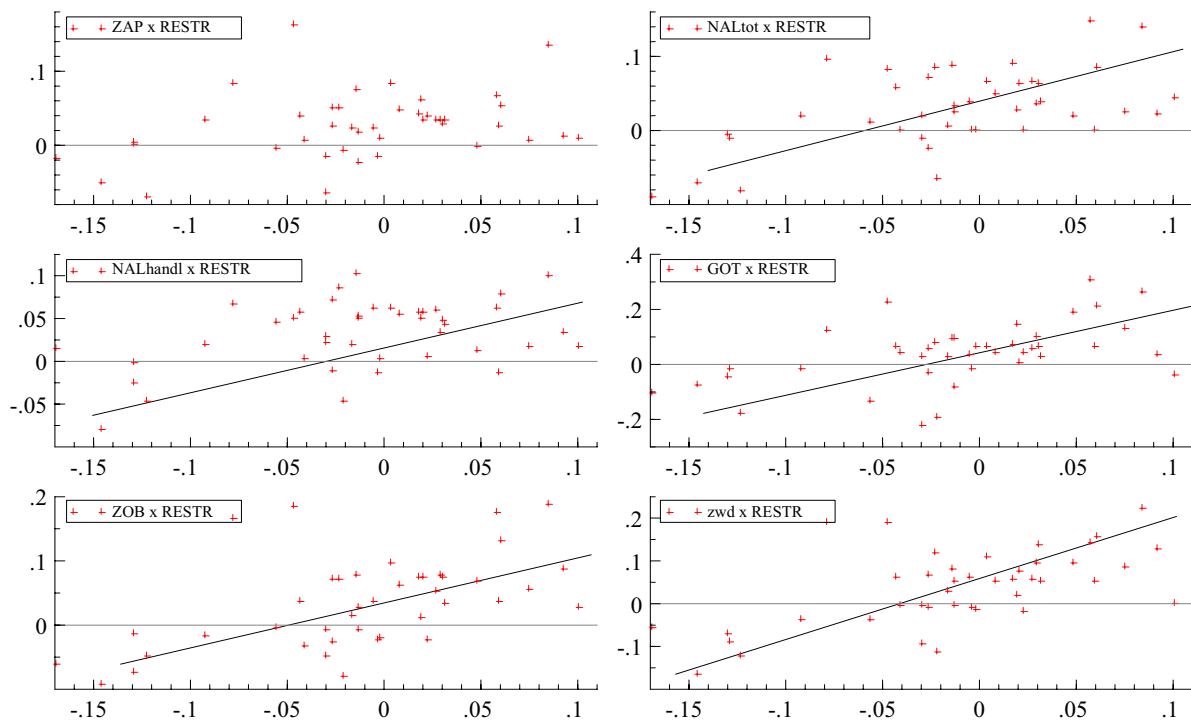 ZAP x RESTR
.1
0
-.15 -.1 -.05 0 .05 .1
NALtot x RESTR
.1
0
-.15 -.1 -.05 0 .05 .1
NALhandl x RESTR
.1
.05
0
-.05
-.15 -.1 -.05 0 .05 .1
GOT x RESTR
.4
.2
0
-.2
-.15 -.1 -.05 0 .05 .1
ZOB x RESTR
.2
.1
0
-.15 -.1 -.05 0 .05 .1
zwd x RESTR
.2
.1
0
-.1
-.15 -.1 -.05 0 .05 .1